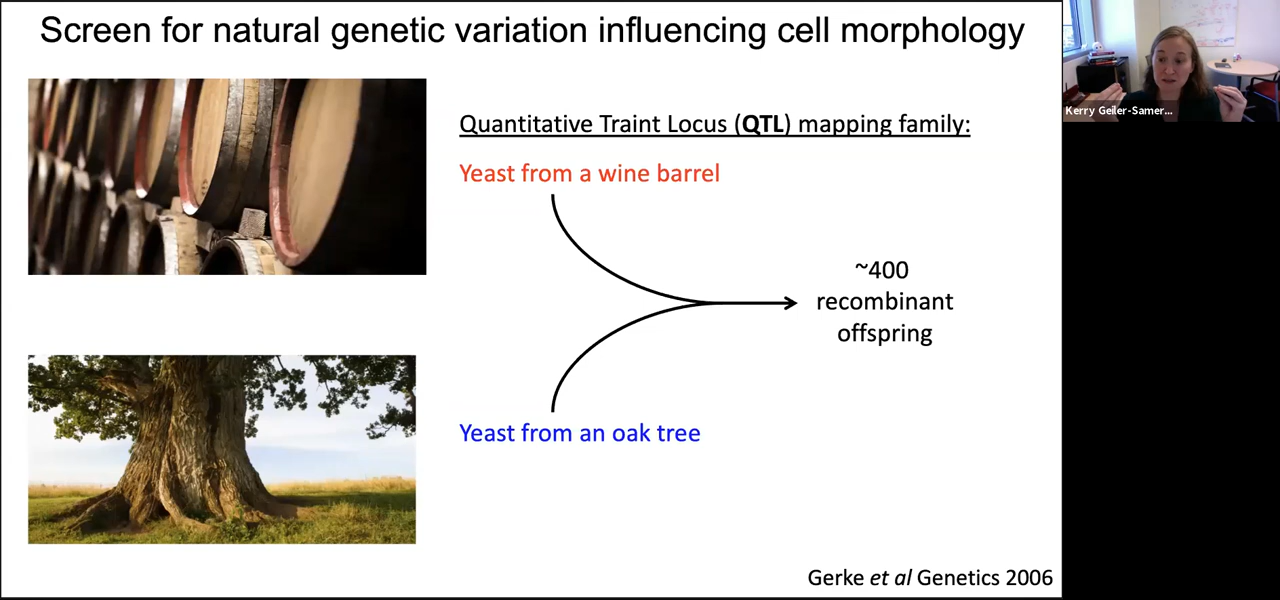 Screen for natural genetic variation influencing cell morphology
Kerry Geiler-Samer...
Quantitative Traint Locus (QTL) mapping family:
Yeast from a wine barrel
~400
recombinant
offspring
Yeast from an oak tree
Gerke et al Genetics 2006